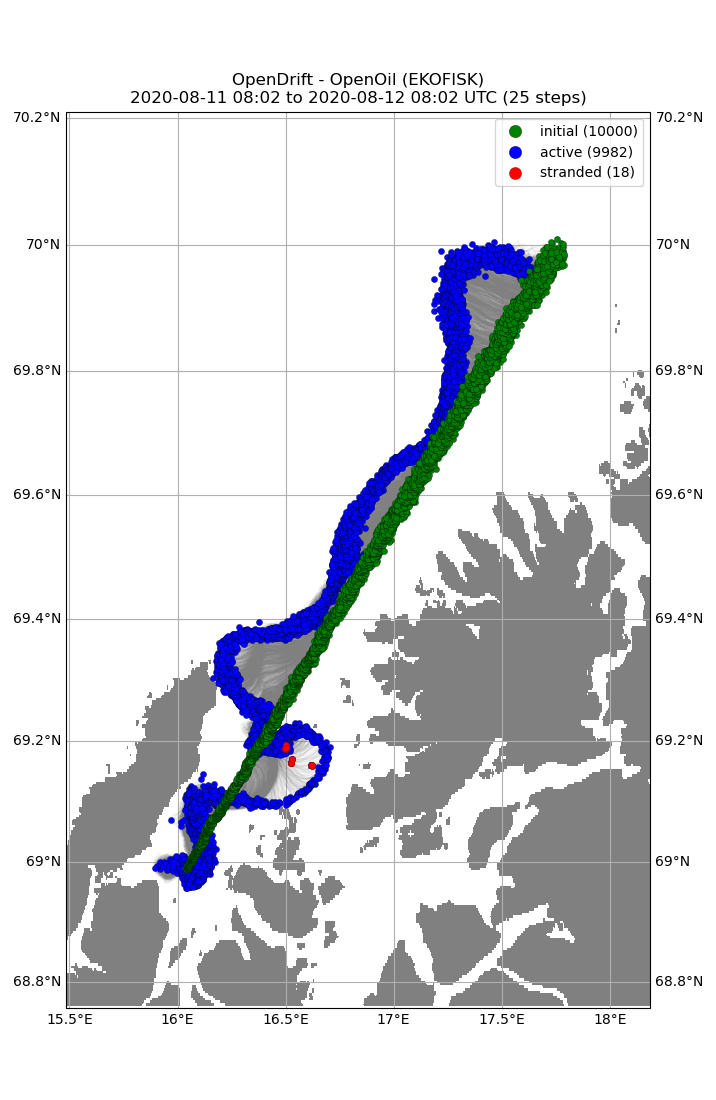 OpenDrift - OpenOil (EKOFISK)
2020-08-11 08:02 to 2020-08-12 08:02 UTC (25 steps)
70.2°N 70.2°N
initial (10000)
active (9982)
stranded (18)
70°N 70°N
69.8°N 69.8°N
69.6°N 69.6°N
69.4°N 69.4°N
69.2°N 69.2°N
69°N 69°N
68.8°N 68.8°N
15.5°E 16°E 16.5°E 17°E 17.5°E 18°E